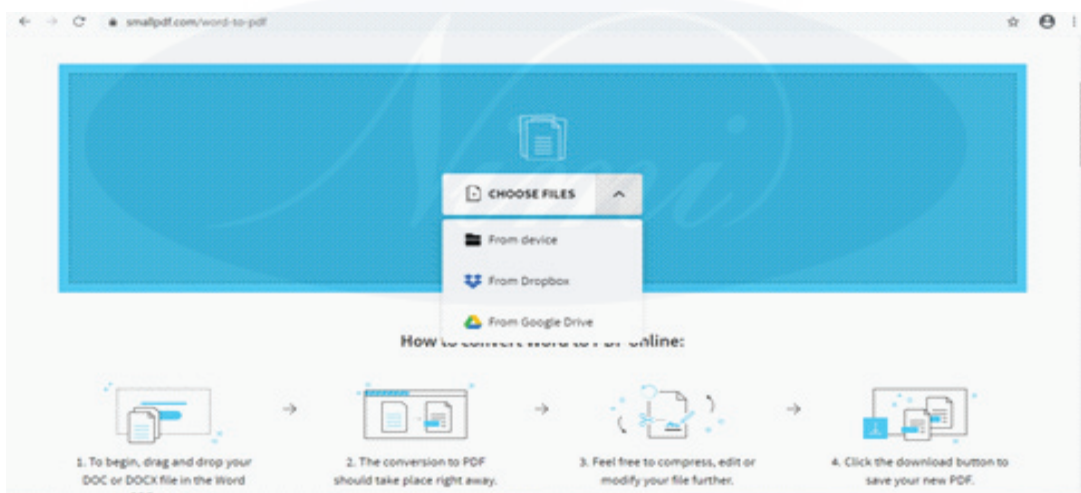 smallpdf.com/word-to-pdf
CHOOSE FILES
From device
From Dropbox
From Google Drive
How to convert Word to PDF online:
1. To begin, drag and drop your
DOC or DOCX file in the Word
2. The conversion to PDF
should take place right away.
3. Feel free to compress, edit or
modify your file further.
4. Click the download button to
save your new PDF.
Nimi